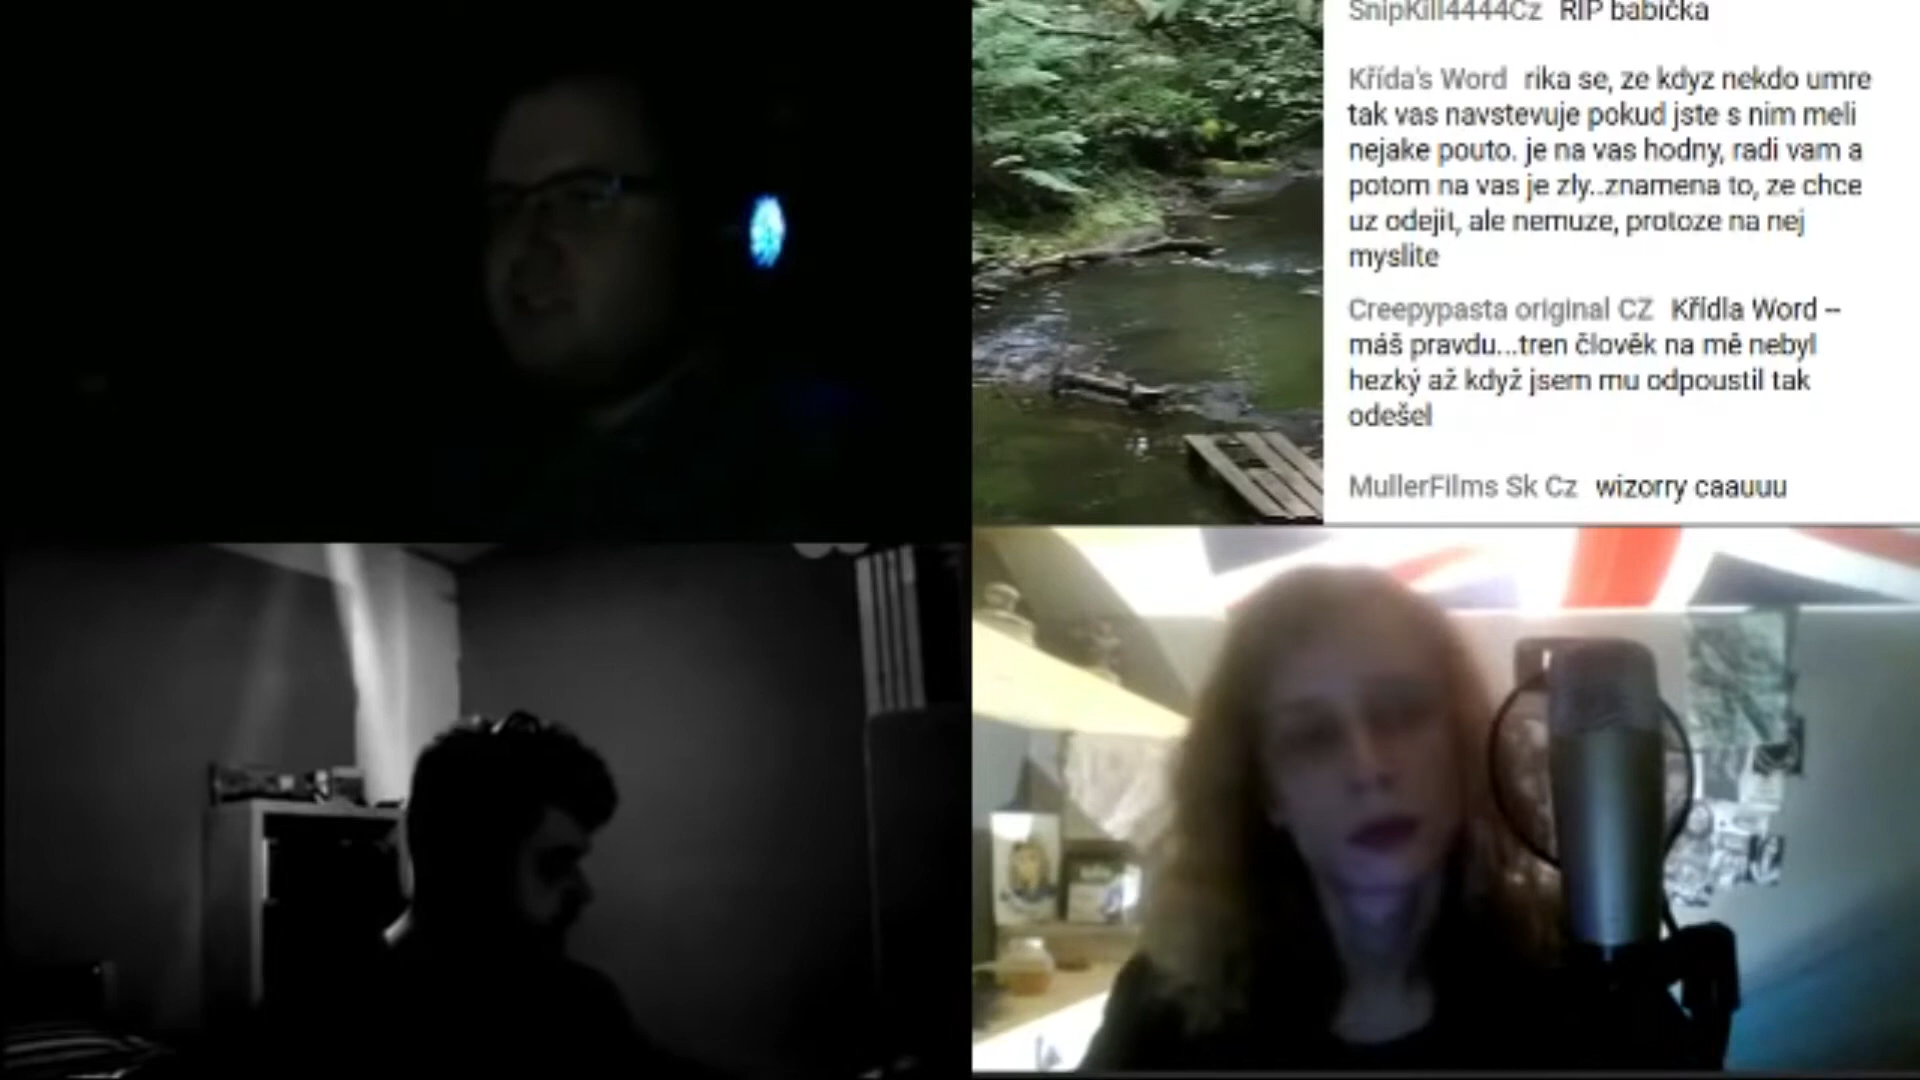 SnipKill4444Cz RIP babička
Křída's Word rika se, ze kdyz nekdo umre
tak vas navstevuje pokud jste s nim meli
nejake pouto. je na vas hodny, radi vam a
potom na vas je zly..znamena to, ze chce
uz odejit, ale nemuze, protoze na nej
myslite
Creepypasta original CZ Křídla Word –
máš pravdu...tren člověk na mě nebyl
hezký až když jsem mu odpoustil tak
odešel
MullerFilms Sk Cz wizorry caauuu